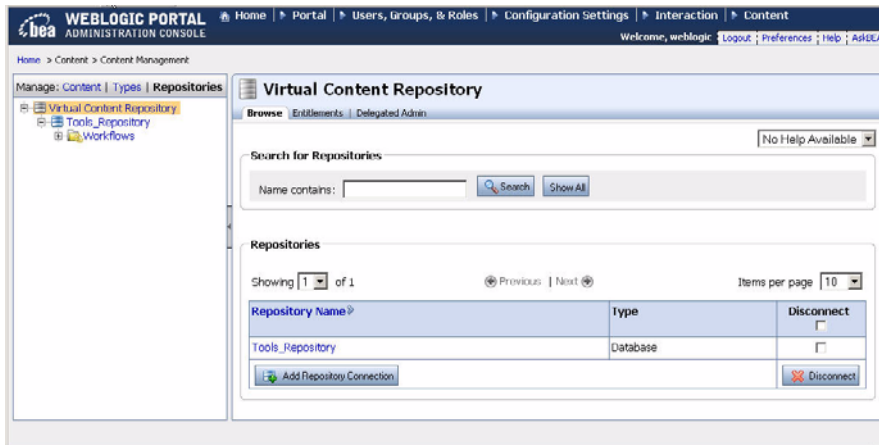 bea WEBLOGIC PORTAL
ADMINISTRATION CONSOLE
Home | Portal | Users, Groups, & Roles | Configuration Settings | Interaction | Content
Welcome, weblogic Logout | Preferences | Help | AskBEA
Home > Content > Content Management
Manage: Content | Types | Repositories
Virtual Content Repository
Tools_Repository
Workflows
Virtual Content Repository
Browse Entitlements | Delegated Admin
No Help Available
Search for Repositories
Name contains:
Search
Show All
Repositories
Showing 1 of 1
Previous | Next
Items per page 10
Repository Name Type Disconnect
Tools_Repository Database
Add Repository Connection Disconnect